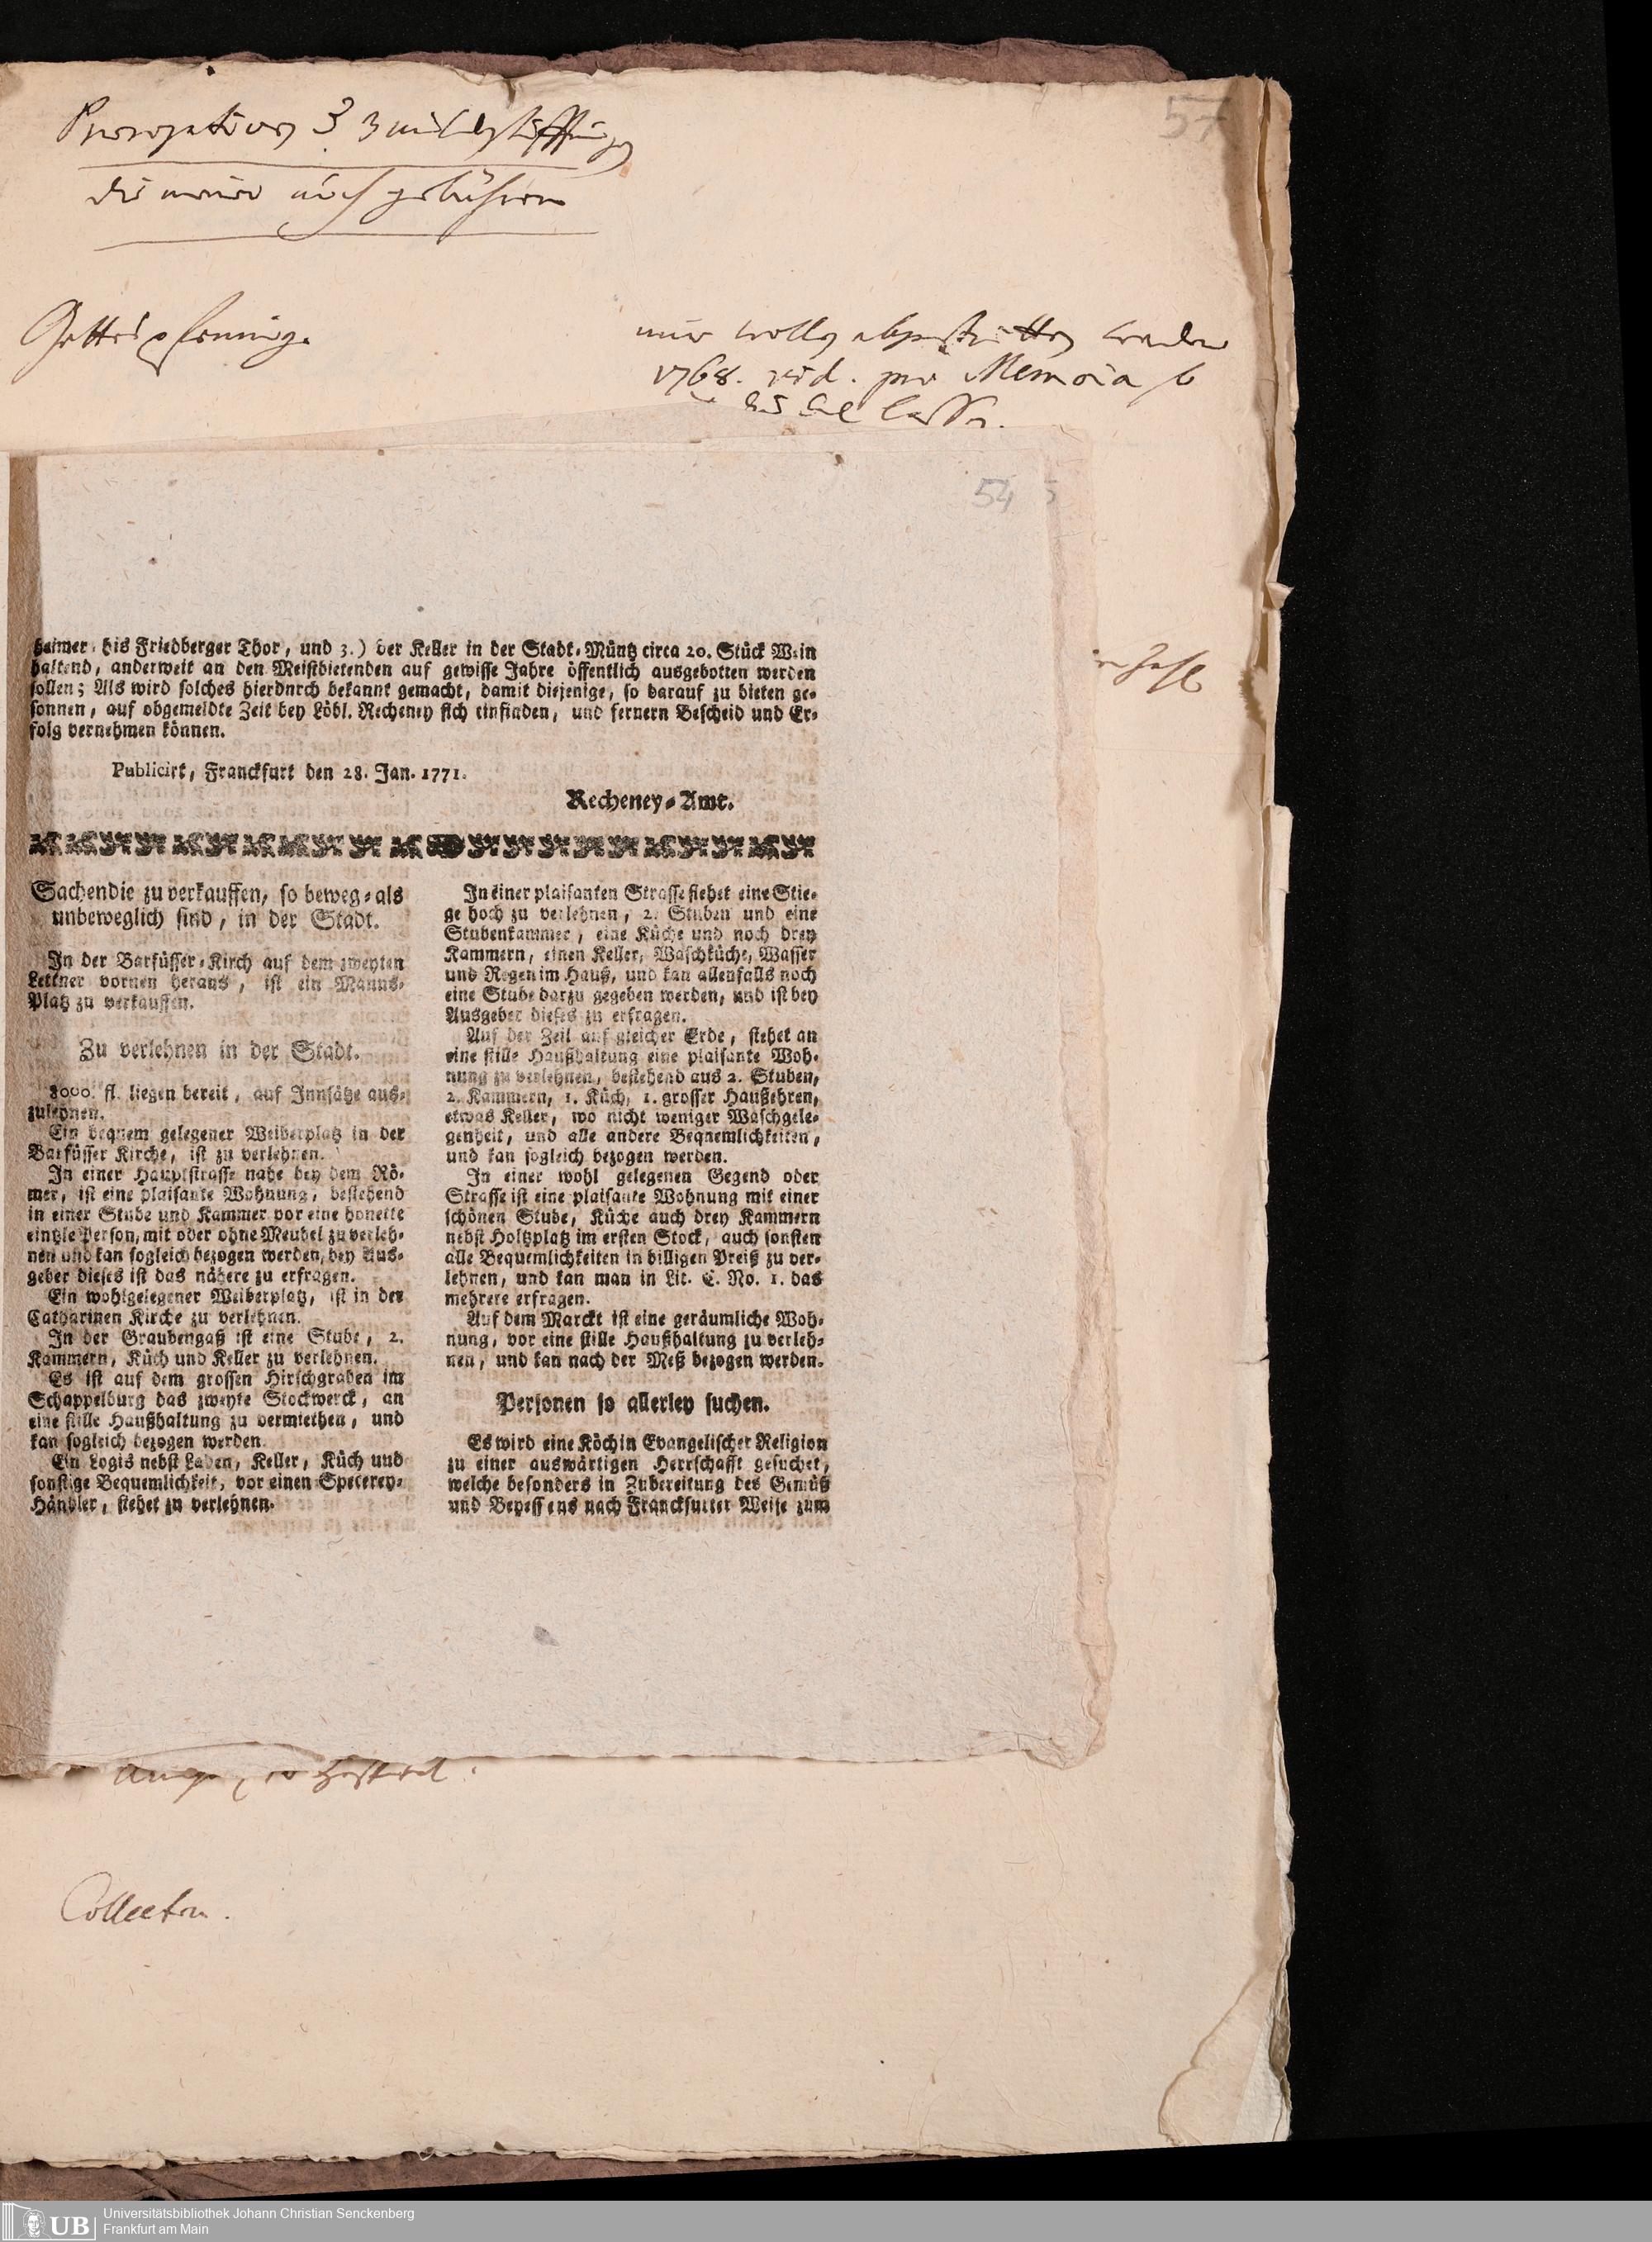 57
die mir auch gebühren
Gottespfennig.
1768. vid. pro Memoria
54
heimer, bis Friedberger Thor, und 3.) der Keller in der Stadt-Müntz circa 20. Stück Wein
haltend, anderweit an den Meistbietenden auf gewisse Jahre öffentlich ausgebotten werden
sollen; Als wird solches hierdnrch bekannt gemacht, damit diejenige, so darauf zu bieten ge-
sonnen, auf obgemeldte Zeit bey Löbl. Recheney sich einfinden, und fernern Bescheid und Er-
folg vernehmen können.
Publicirt, Franckfurt den 28. Jan. 1771.
Recheney-Amt.
Sachen die zu verkauffen, so beweg-als
unbeweglich sind, in der Stadt.
In der Barfüsser-Kirch auf dem zweyten
Lettner vornen heraus, ist ein Manns-
Platz zu verkauffen.
Zu verlehnen in der Stadt.
8000. fl. liegen bereit, auf Innsätze aus-
zulehnen.
Ein bequem gelegener Weiberplatz in der
Barfüsser Kirche, ist zu verlehnen.
In einer Hauptstrasse nahe bey dem Rö-
mer, ist eine plaisante Wohnung, bestehend
in einer Stube und Kammer vor eine honette
eintzle Person, mit oder ohne Meubel zu verleh-
nen und kan sogleich bezogen werden, bey Aus-
geber dieses ist das nähere zu erfragen.
Ein wohlgelegener Weiberplatz, ist in der
Catharinen Kirche zu verlehnen.
In der Graubengaß ist eine Stube, 2.
Kammern, Küch und Keller zu verlehnen.
Es ist auf dem grossen Hirschgraben im
Schappelburg das zweyte Stockwerck, an
eine stille Haußhaltung zu vermiethen, und
kan sogleich bezogen werden.
Ein Logis nebst Laden, Keller, Küch und
sonstige Bequemlichkeit, vor einen Specerey-
Händler, stehet zu verlehnen.
In einer plaisanten Strasse stehet eine Stie-
ge hoch zu verlehnen, 2. Stuben und eine
Stubenkammer, eine Küche und noch drey
Kammern, einen Keller, Waschküche, Wasser
und Regen im Hauß, und kan allenfalls noch
eine Stube darzu gegeben werden, und ist bey
Ausgeber dieses zu erfragen.
Auf der Zeil auf gleicher Erde, stehet an
eine stille Haußhaltung eine plaisante Woh-
nung zu verlehnen, bestehend aus 2. Stuben,
2. Kammern, 1. Küch, 1. grosser Haußehren,
etwas Keller, wo nicht weniger Waschgele-
genheit, und alle andere Beqnemlichkeiten,
und kan sogleich bezogen werden.
In einer wohl gelegenen Gegend oder
Strasse ist eine plaisante Wohnung mit einer
schönen Stube, Küche auch drey Kammern
nebst Holtzplatz im ersten Stock, auch sonsten
alle Bequemlichkeiten in billigen Preiß zu ver-
lehnen, und kan man in Lit. C. No. 1. das
mehrere erfragen.
Auf dem Marckt ist eine geräumliche Woh-
nung, vor eine stille Haußhaltung zu verleh-
nen, und kan nach der Meß bezogen werden.
Personen so allerley suchen.
Es wird eine Köchin Evangelischer Religion
zu einer auswärtigen Herrschafft gesuchet,
welche besonders in Zubereitung des Gemüß
und Beyessens nach Franckfurter Weise zum
Universitätsbibliothek Johann Christian Senckenberg
UB Frankfurt am Main